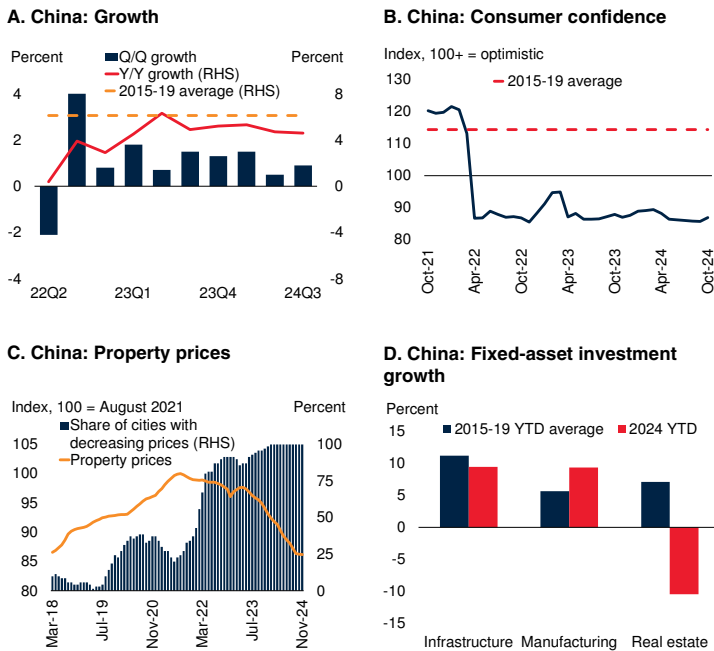 A. China: Growth
Percent
Percent
Q/Q growth
Y/Y growth (RHS)
2015-19 average (RHS)
4
2
0
-2
-4
8
4
0
-4
-8
22Q2
23Q1
23Q4
24Q3
B. China: Consumer confidence
Index, 100+ = optimistic
2015-19 average
130
120
110
100
90
80
Oct-21
Apr-22
Oct-22
Apr-23
Oct-23
Apr-24
Oct-24
C. China: Property prices
Index, 100 = August 2021
Percent
Share of cities with
decreasing prices (RHS)
Property prices
105
100
95
90
85
80
100
75
50
25
0
Mar-18
Jul-19
Nov-20
Mar-22
Jul-23
Nov-24
D. China: Fixed-asset investment
growth
Percent
2015-19 YTD average
2024 YTD
15
10
5
0
-5
-10
-15
Infrastructure
Manufacturing
Real estate